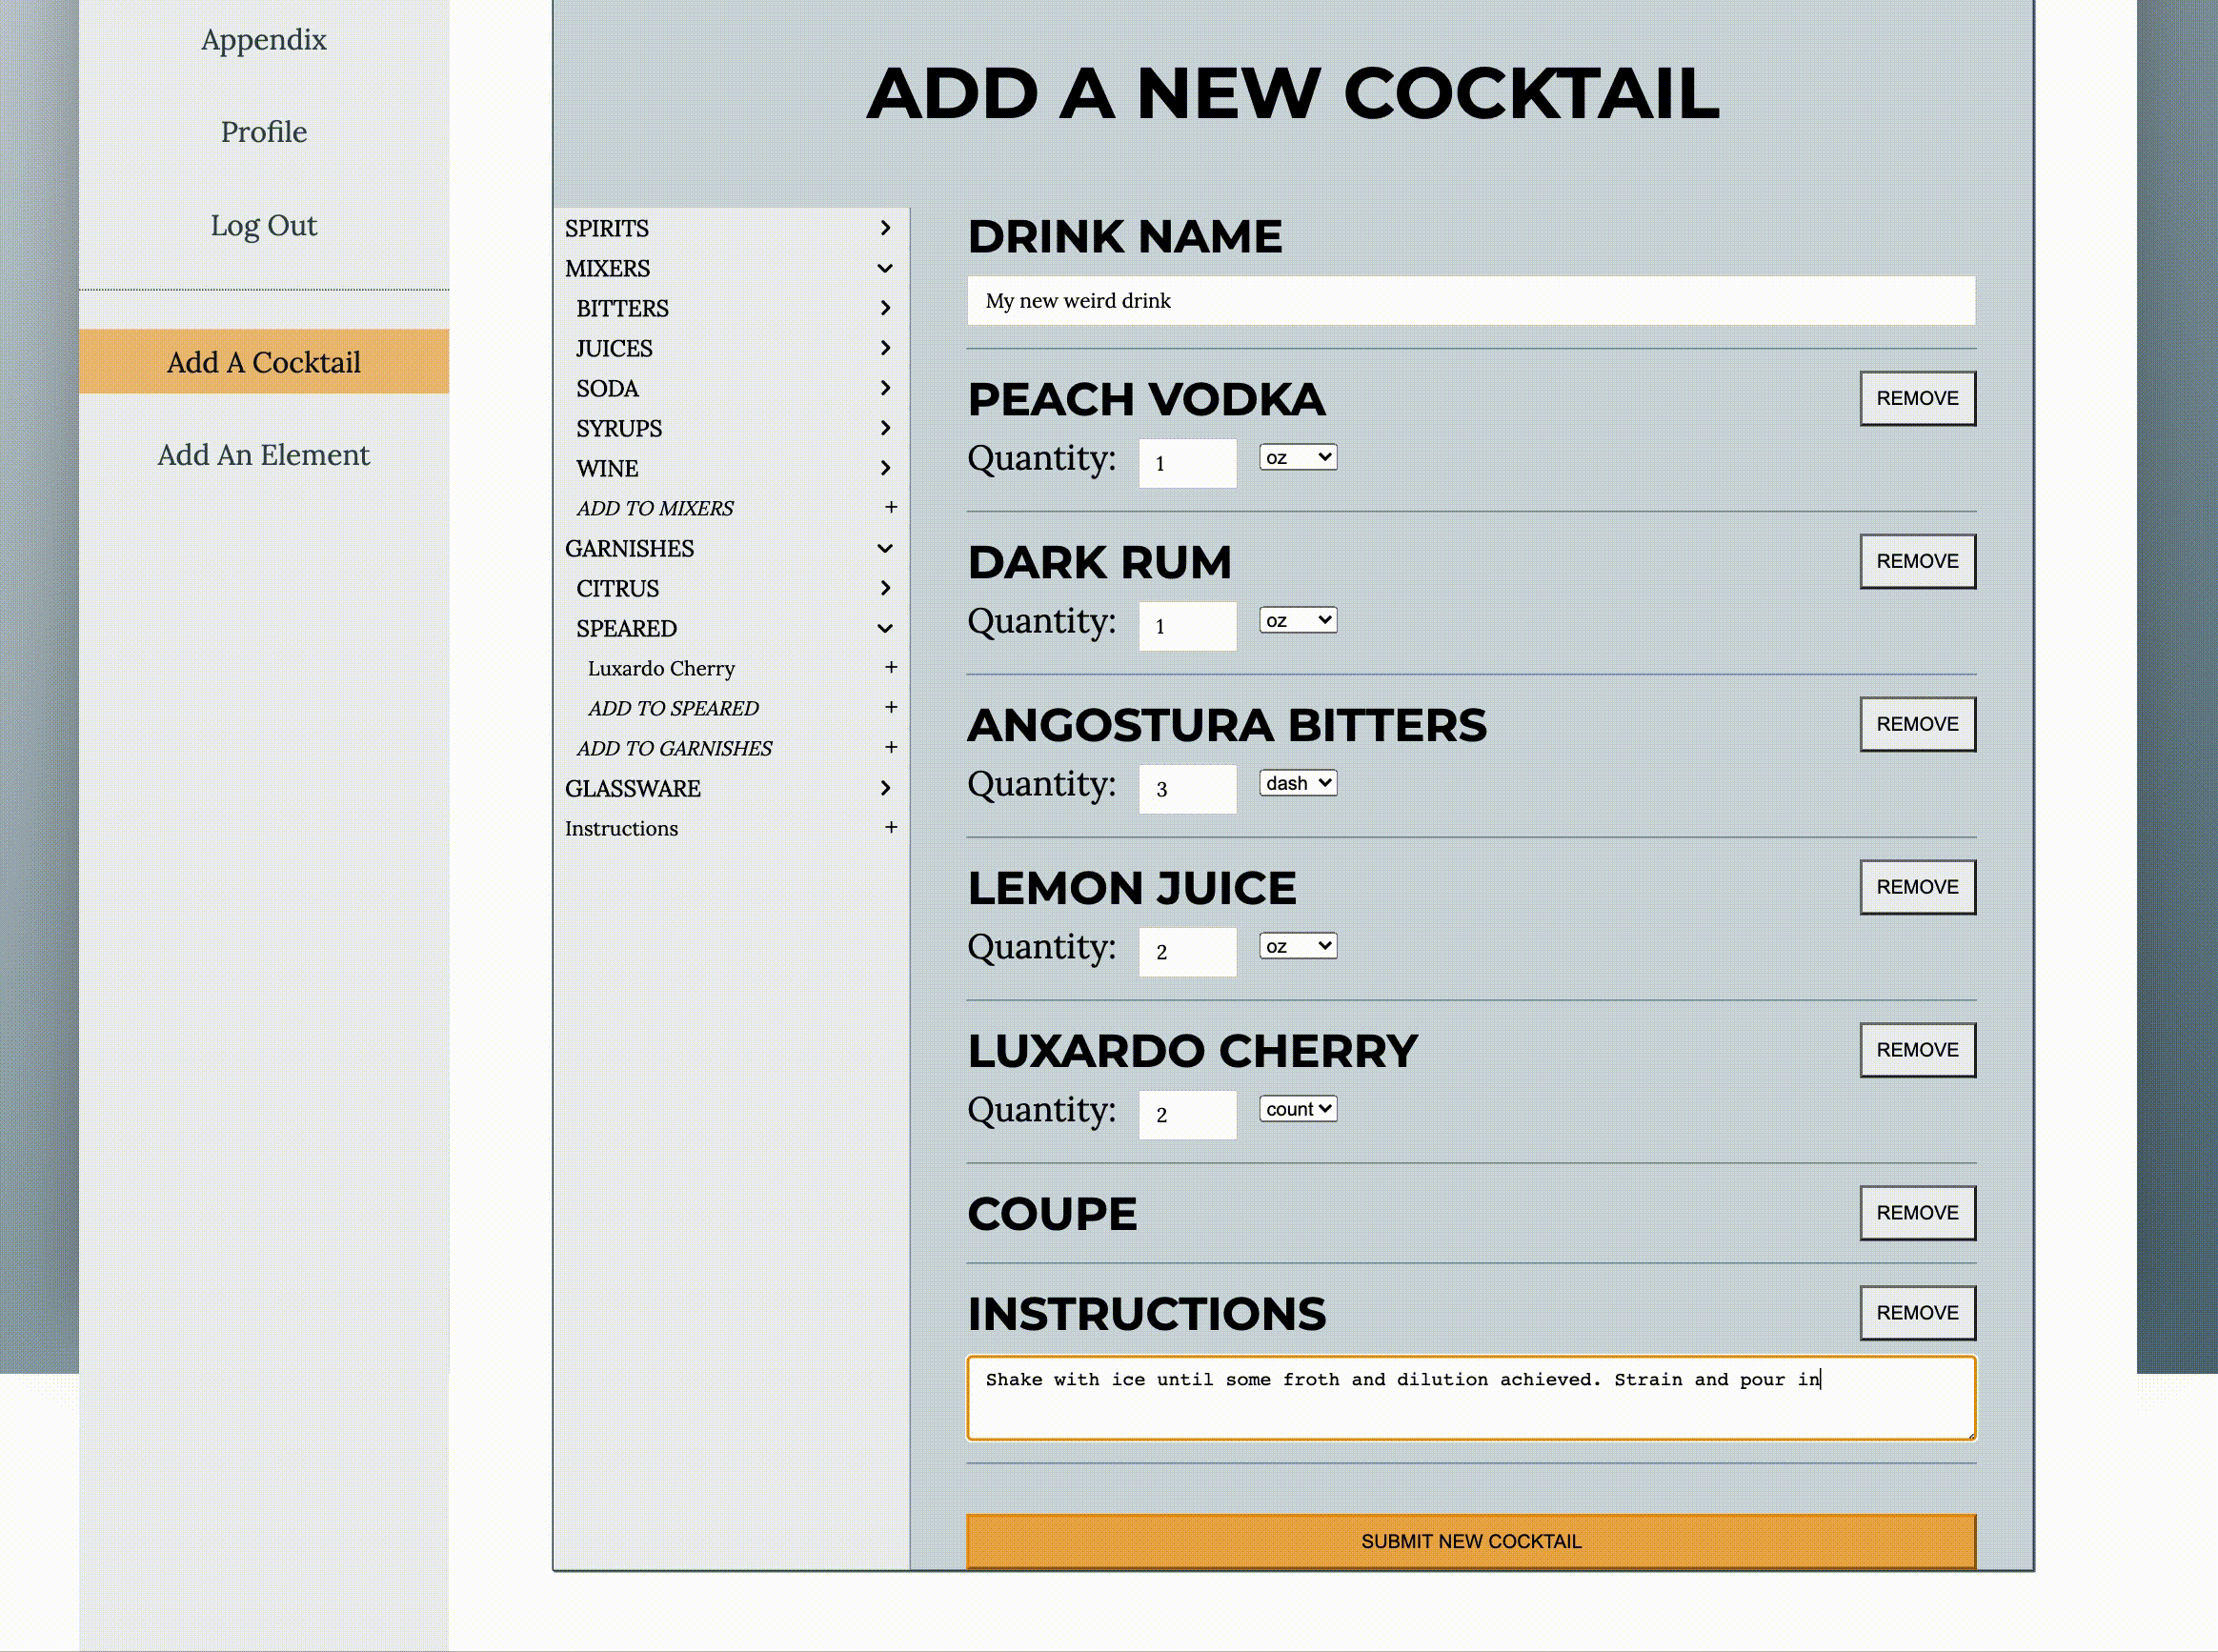 Appendix
Profile
Log Out
Add A Cocktail
Add An Element
ADD A NEW COCKTAIL
SPIRITS
MIXERS
BITTERS
JUICES
SODA
SYRUPS
WINE
ADD TO MIXERS +
GARNISHES
CITRUS
SPEARED
Luxardo Cherry +
ADD TO SPEARED +
ADD TO GARNISHES +
GLASSWARE
Instructions +
DRINK NAME
My new weird drink
PEACH VODKA REMOVE
Quantity: 1 oz
DARK RUM REMOVE
Quantity: 1 oz
ANGOSTURA BITTERS REMOVE
Quantity: 3 dash
LEMON JUICE REMOVE
Quantity: 2 oz
LUXARDO CHERRY REMOVE
Quantity: 2 count
COUPE REMOVE
INSTRUCTIONS REMOVE
Shake with ice until some froth and dilution achieved. Strain and pour in
SUBMIT NEW COCKTAIL